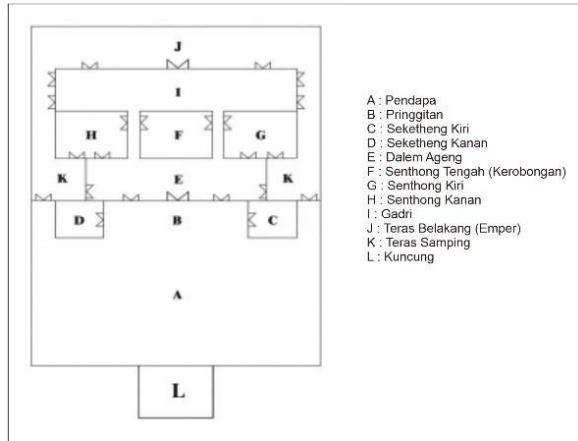 J
I
H F G
K E K
D B C
A
L
A : Pendapa
B : Pringgitan
C : Seketheng Kiri
D : Seketheng Kanan
E : Dalem Ageng
F : Senthong Tengah (Kerobongan)
G : Senthong Kiri
H : Senthong Kanan
I : Gadri
J : Teras Belakang (Emper)
K : Teras Samping
L : Kuncung